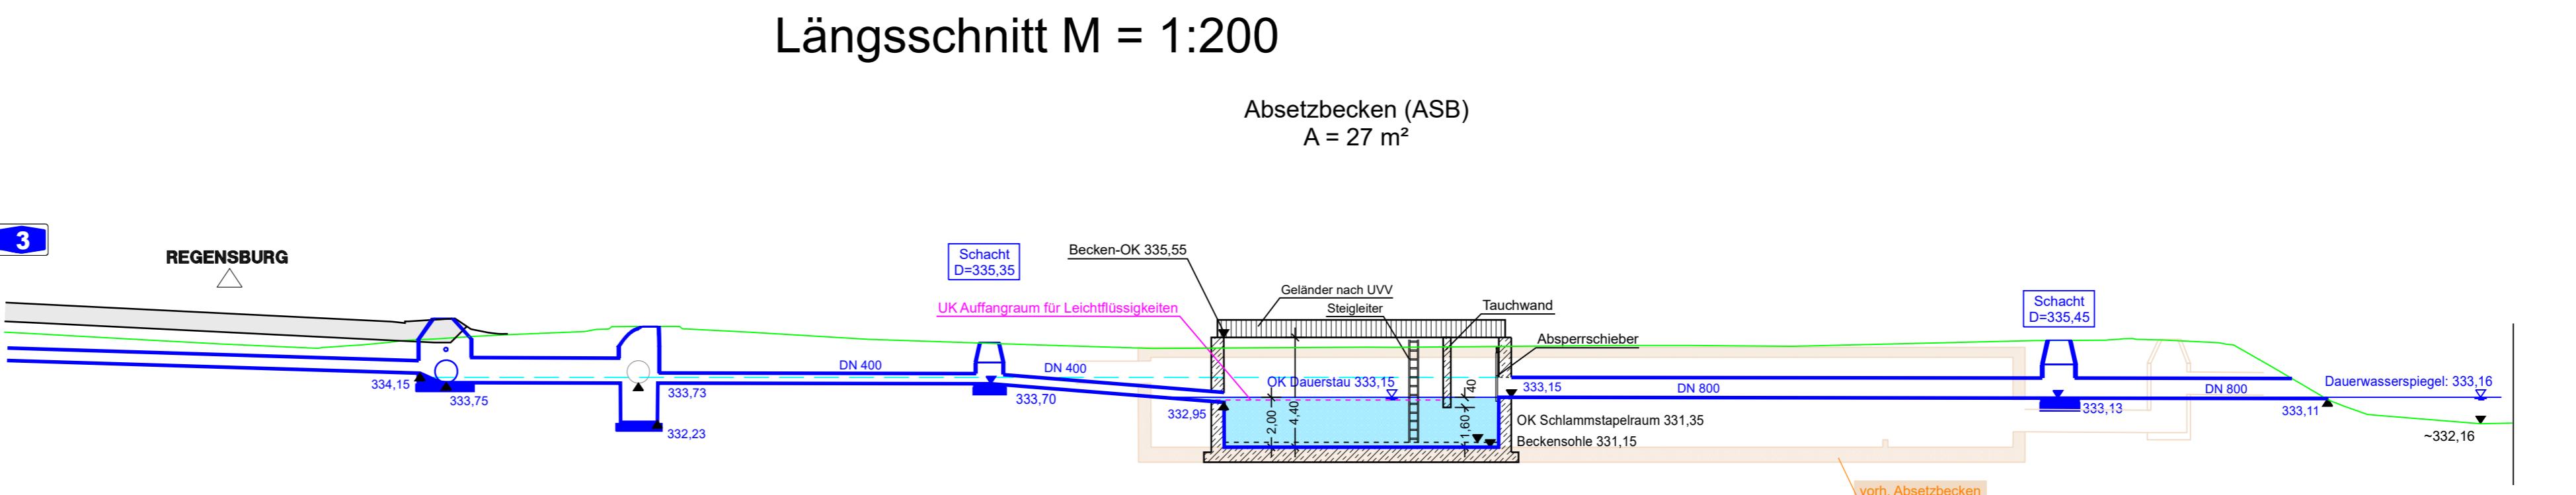 Längsschnitt M = 1:200
Absetzbecken (ASB)
A = 27 m²
3
REGENSBURG
Schacht
D=335,35
Becken-OK 335,55
UK Auffangraum für Leichtflüssigkeiten
Geländer nach UVV
Steigleiter
Tauchwand
Absperrschieber
Schacht
D=335,45
334,15
333,75
333,73
332,23
DN 400
DN 400
333,70
332,95
OK Dauerstau 333,15
2,00
4,40
1,60
40
333,15
OK Schlammstapelraum 331,35
Beckensohle 331,15
DN 800
333,13
DN 800
333,11
Dauerwasserspiegel: 333,16
~332,16
vorh. Absetzbecken